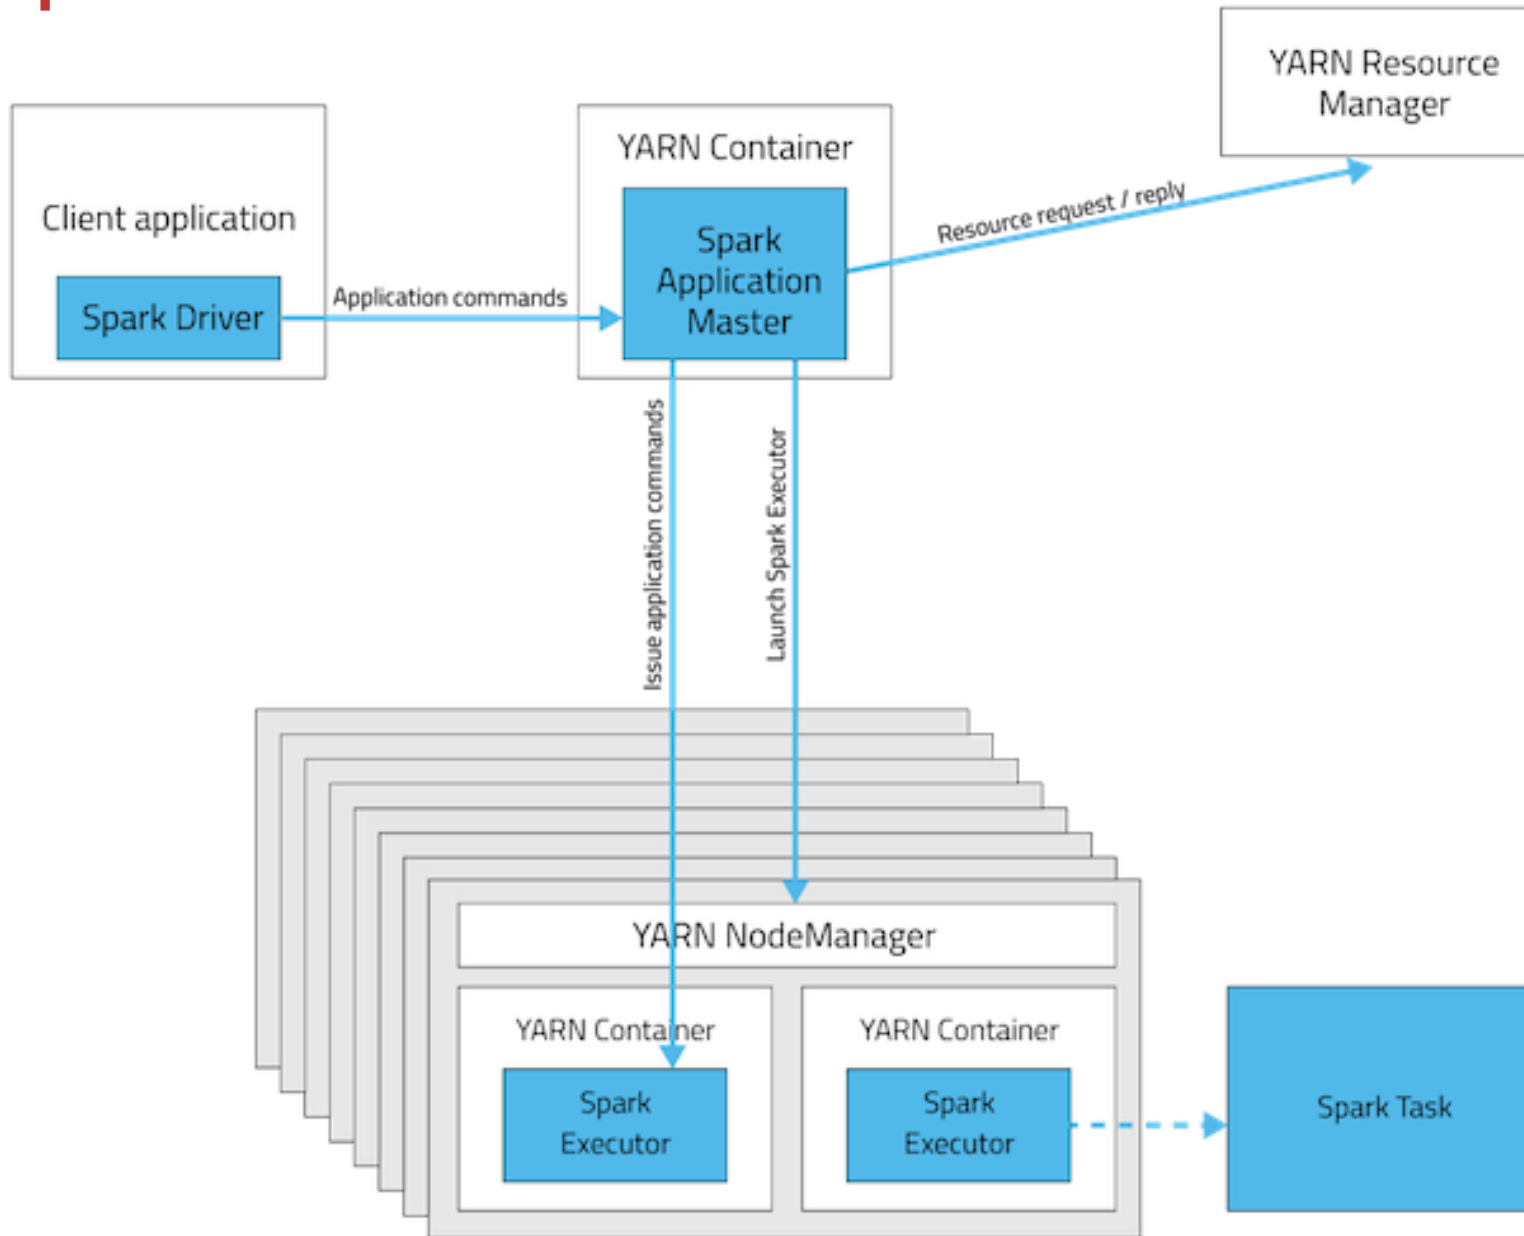 YARN Resource
Manager
YARN Container
Client application
Spark
Application
Master
Spark Driver
Application commands
Resource request / reply
Issue application commands
Launch Spark Executor
YARN NodeManager
YARN Container
YARN Container
Spark
Executor
Spark
Executor
Spark Task